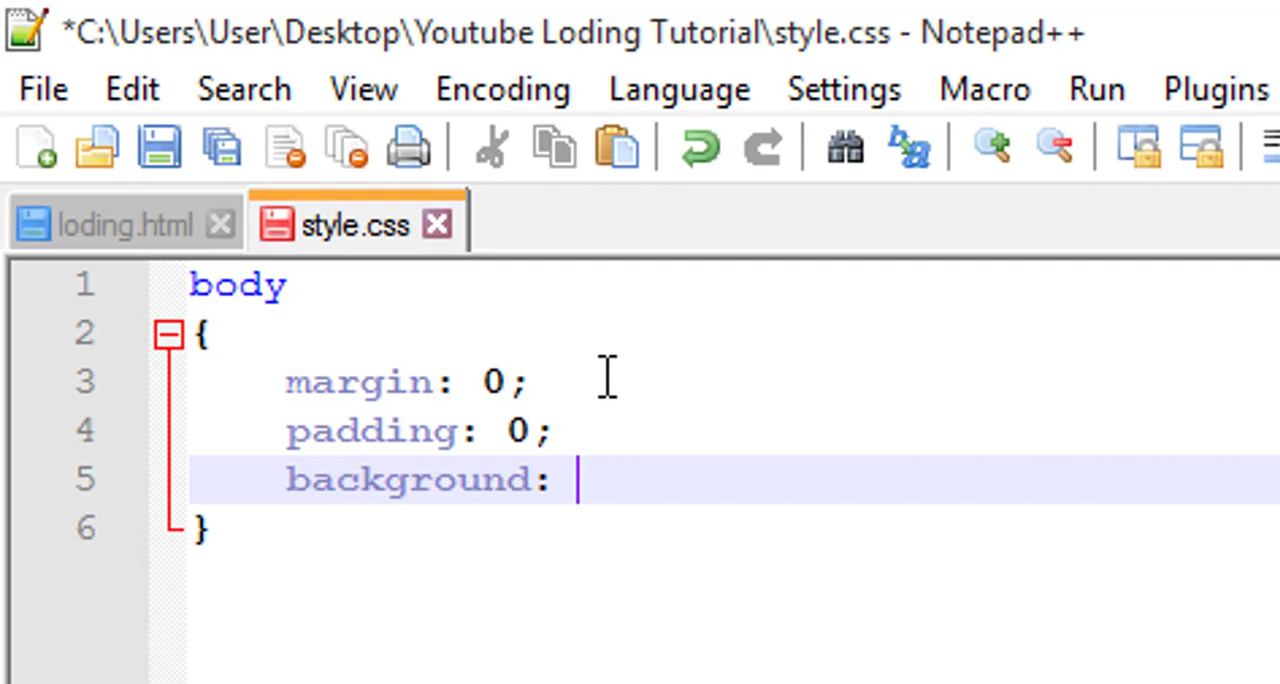 *C:\Users\User\Desktop\Youtube Loding Tutorial\style.css - Notepad++
File Edit Search View Encoding Language Settings Macro Run Plugins
loding.html style.css
1 body
2 {
3 margin: 0;
4 padding: 0;
5 background:
6 }